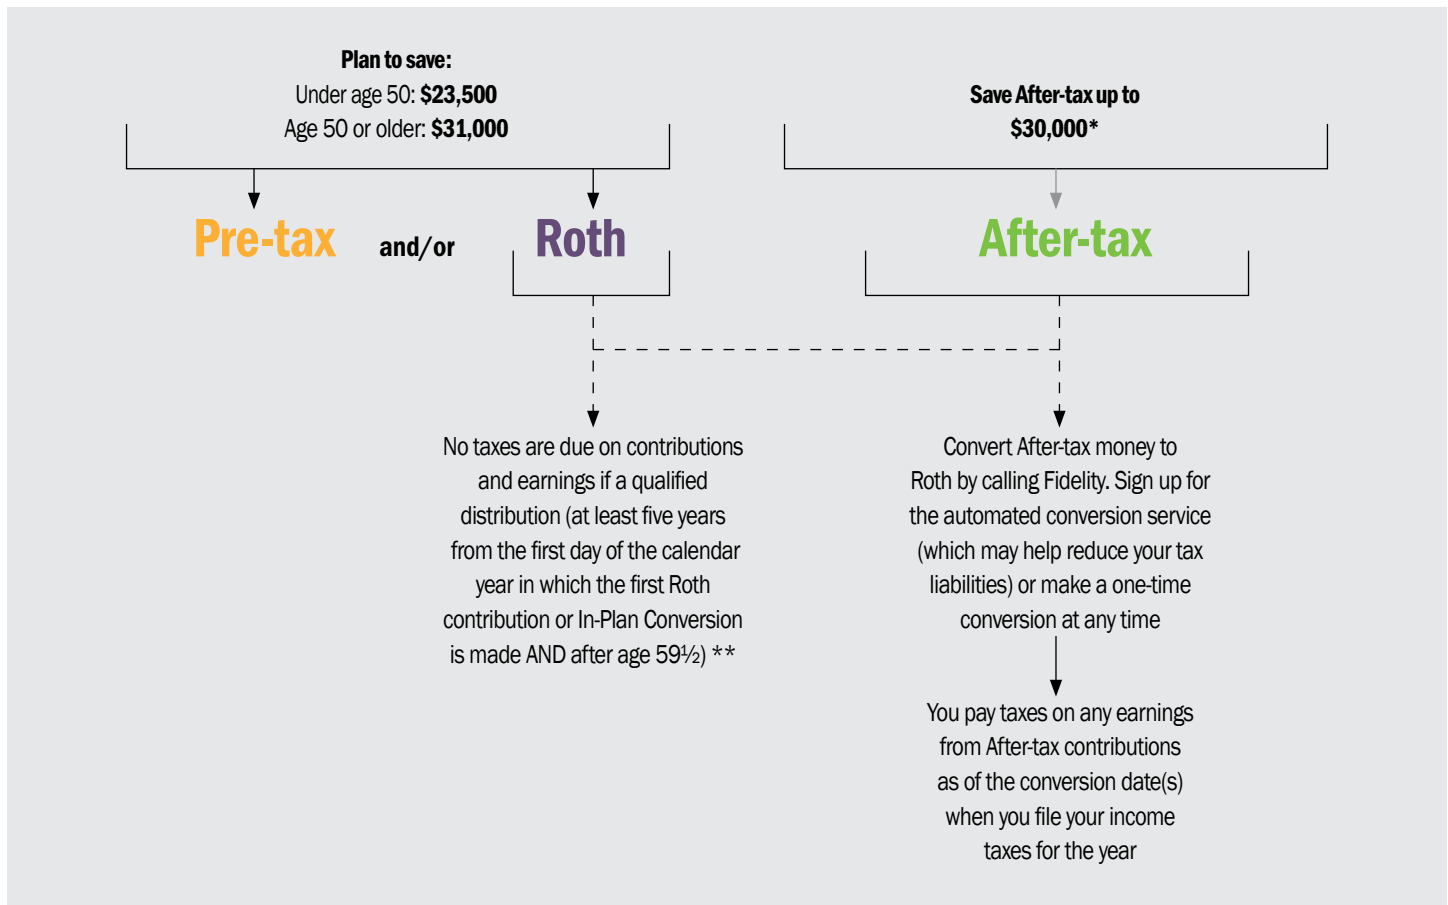 Plan to save:
Under age 50: $23,500
Age 50 or older: $31,000
Save After-tax up to
$30,000*
Pre-tax
and/or
Roth
After-tax
No taxes are due on contributions
and earnings if a qualified
distribution (at least five years
from the first day of the calendar
year in which the first Roth
contribution or In-Plan Conversion
is made AND after age 59½) **
Convert After-tax money to
Roth by calling Fidelity. Sign up for
the automated conversion service
(which may help reduce your tax
liabilities) or make a one-time
conversion at any time
You pay taxes on any earnings
from After-tax contributions
as of the conversion date(s)
when you file your income
taxes for the year